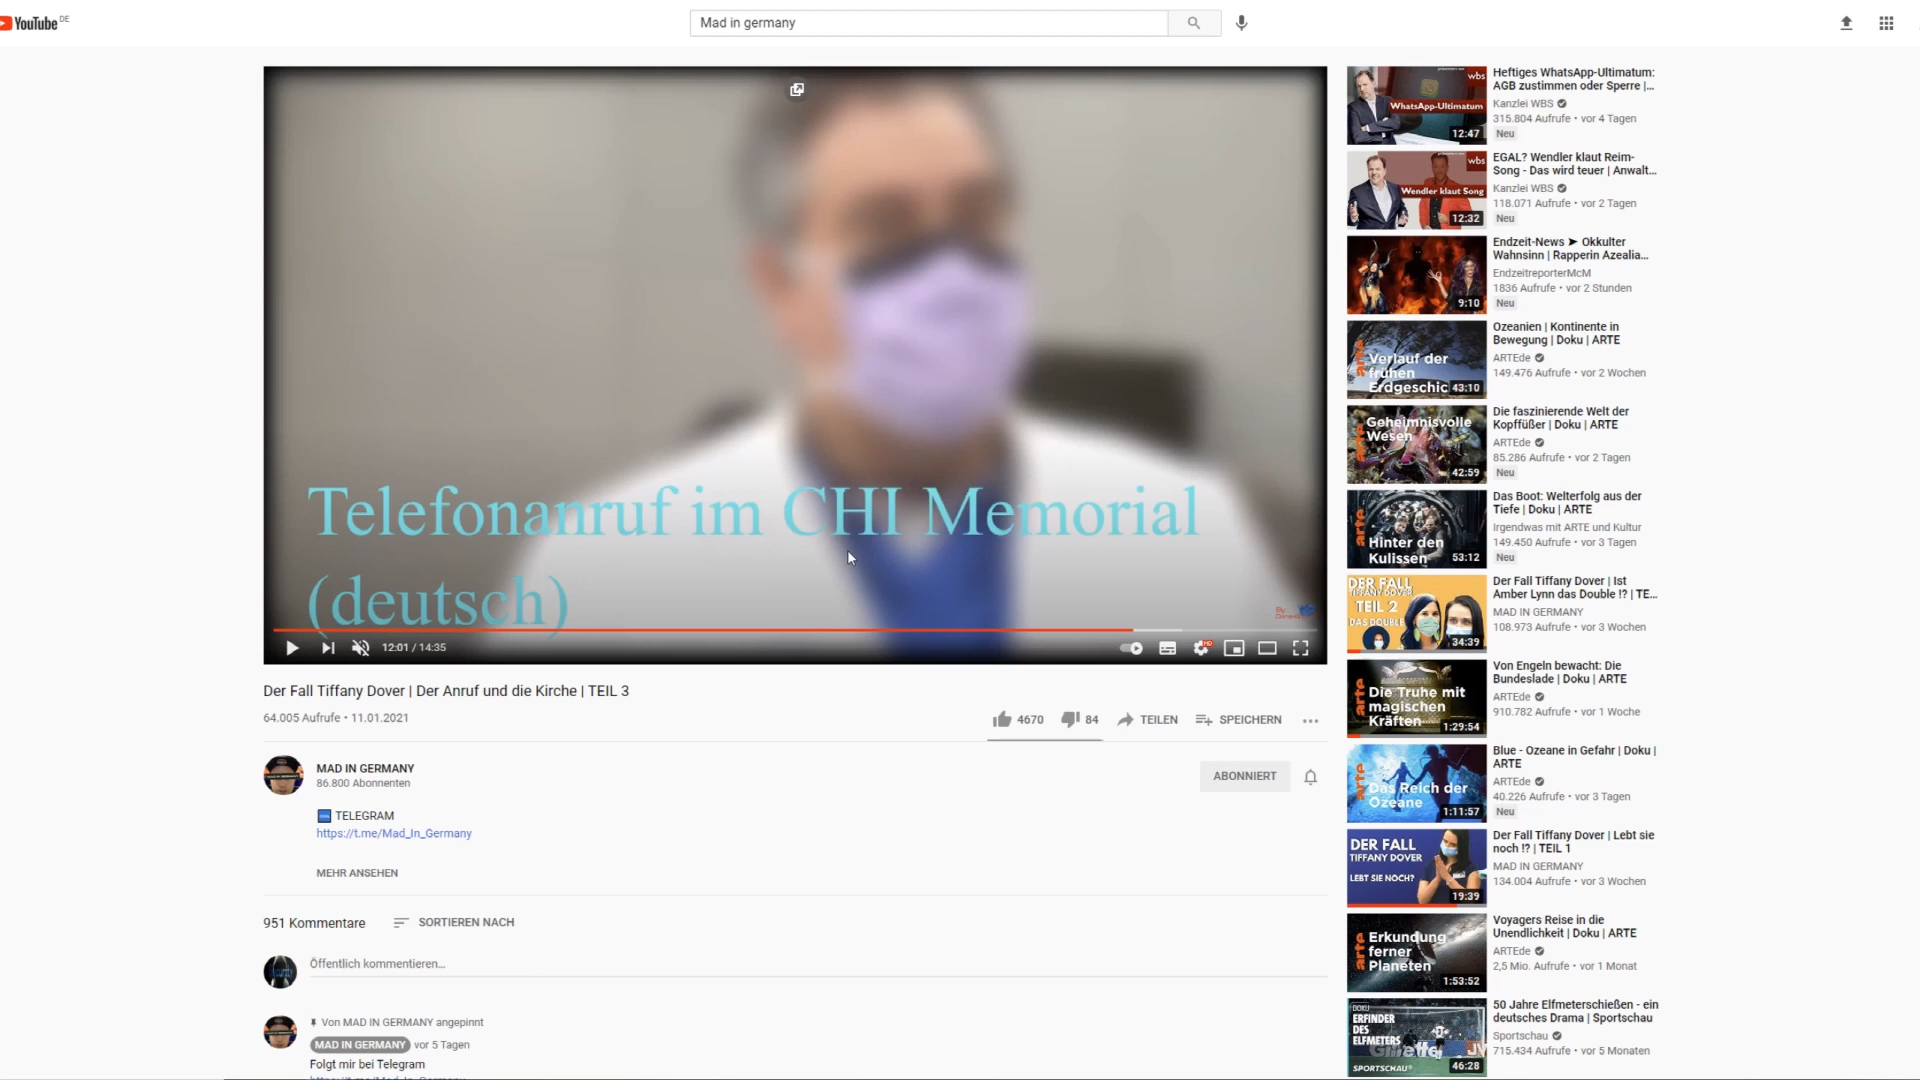 YouTube DE
Mad in germany
Telefonanruf im CHI Memorial
(deutsch)
12:01 / 14:35
Der Fall Tiffany Dover | Der Anruf und die Kirche | TEIL 3
64.005 Aufrufe • 11.01.2021
4670
84
TEILEN
SPEICHERN
MAD IN GERMANY
86.800 Abonnenten
ABONNIERT
TELEGRAM
https://t.me/Mad_In_Germany
MEHR ANSEHEN
951 Kommentare
SORTIEREN NACH
Öffentlich kommentieren...
Von MAD IN GERMANY angepinnt
MAD IN GERMANY vor 5 Tagen
Folgt mir bei Telegram
wbs
WhatsApp-Ultimatum
12:47
Heftiges WhatsApp-Ultimatum:
AGB zustimmen oder Sperre |...
Kanzlei WBS
315.804 Aufrufe • vor 4 Tagen
Neu
wbs
Wendler klaut Song
12:32
EGAL? Wendler klaut Reim-
Song - Das wird teuer | Anwalt...
Kanzlei WBS
118.071 Aufrufe • vor 2 Tagen
Neu
9:10
Endzeit-News ➤ Okkulter
Wahnsinn | Rapperin Azealia...
EndzeitreporterMcM
1836 Aufrufe • vor 2 Stunden
Neu
arte
Verlauf der
frühen
Erdgeschic
43:10
Ozeanien | Kontinente in
Bewegung | Doku | ARTE
ARTEde
149.476 Aufrufe • vor 2 Wochen
arte
Geheimnisvolle
Wesen
42:59
Die faszinierende Welt der
Kopffüßer | Doku | ARTE
ARTEde
85.286 Aufrufe • vor 2 Tagen
Neu
arte
Hinter den
Kulissen
53:12
Das Boot: Welterfolg aus der
Tiefe | Doku | ARTE
Irgendwas mit ARTE und Kultur
149.450 Aufrufe • vor 3 Tagen
Neu
DER FALL
TIFFANY DOVER
TEIL 2
DAS DOUBLE
34:39
Der Fall Tiffany Dover | Ist
Amber Lynn das Double !? | TE...
MAD IN GERMANY
108.973 Aufrufe • vor 3 Wochen
arte
Die Truhe mit
magischen
Kräften
1:29:54
Von Engeln bewacht: Die
Bundeslade | Doku | ARTE
ARTEde
910.782 Aufrufe • vor 1 Woche
arte
Das Reich der
Ozeane
1:11:57
Blue - Ozeane in Gefahr | Doku |
ARTE
ARTEde
40.226 Aufrufe • vor 3 Tagen
Neu
DER FALL
TIFFANY DOVER
LEBT SIE NOCH?
19:39
Der Fall Tiffany Dover | Lebt sie
noch !? | TEIL 1
MAD IN GERMANY
134.004 Aufrufe • vor 3 Wochen
arte
Erkundung
ferner
Planeten
1:53:52
Voyagers Reise in die
Unendlichkeit | Doku | ARTE
ARTEde
2,5 Mio. Aufrufe • vor 1 Monat
DOKU
ERFINDER
DES
ELFMETERS
SPORTSCHAU
46:28
50 Jahre Elfmeterschießen - ein
deutsches Drama | Sportschau
Sportschau
715.434 Aufrufe • vor 5 Monaten